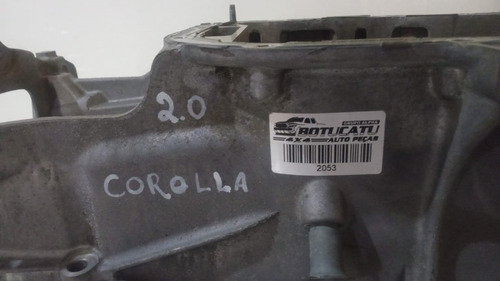 2.0
COROLLA
GRUPO ALPHA
BOTUCATU
4X4 AUTO PEÇAS
2053